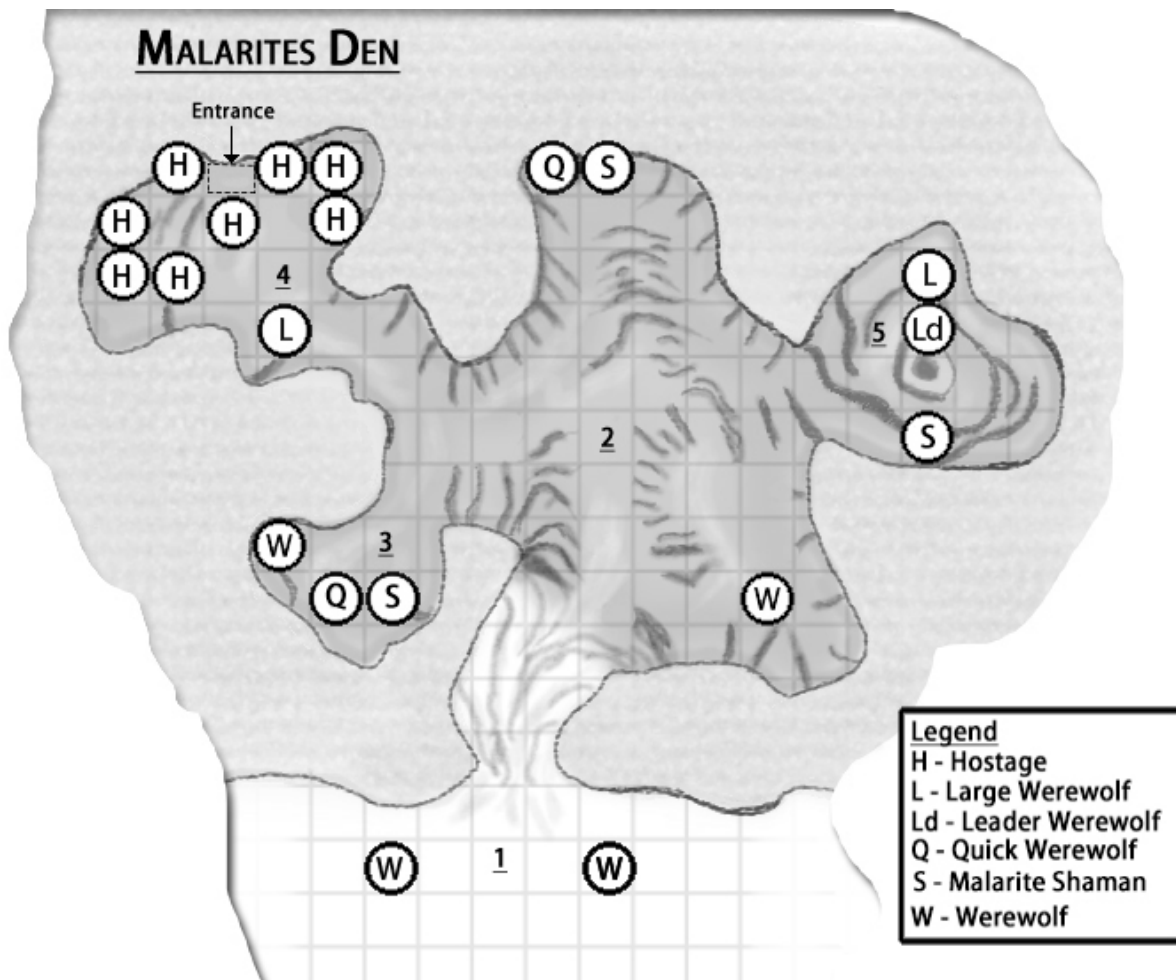 MALARITES DEN
Entrance
H H H Q S
H H H
H H 4 L
L 5 Ld
2 S
W 3
Q S W
Legend
H - Hostage
L - Large Werewolf
Ld - Leader Werewolf
Q - Quick Werewolf
S - Malarite Shaman
W - Werewolf
W 1 W